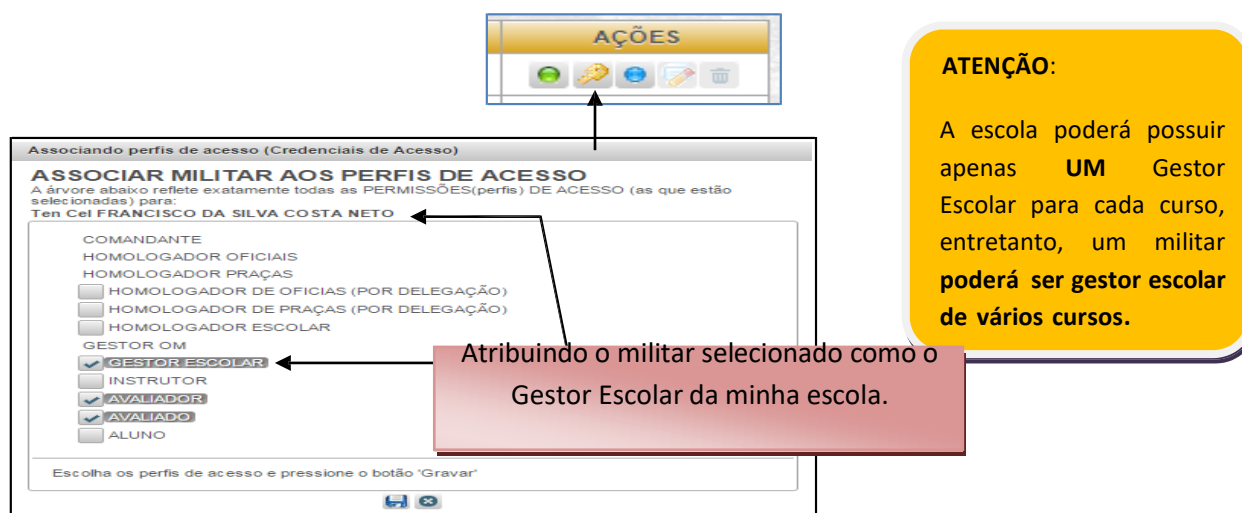 AÇÕES
ATENÇÃO:
A escola poderá possuir
apenas UM Gestor
Escolar para cada curso,
entretanto, um militar
poderá ser gestor escolar
de vários cursos.
Associando perfis de acesso (Credenciais de Acesso)
ASSOCIAR MILITAR AOS PERFIS DE ACESSO
A árvore abaixo reflete exatamente todas as PERMISSÕES(perfis) DE ACESSO (as que estão
selecionadas) para:
Ten Cel FRANCISCO DA SILVA COSTA NETO
COMANDANTE
HOMOLOGADOR OFICIAIS
HOMOLOGADOR PRAÇAS
HOMOLOGADOR DE OFICIAS (POR DELEGAÇÃO)
HOMOLOGADOR DE PRAÇAS (POR DELEGAÇÃO)
HOMOLOGADOR ESCOLAR
GESTOR OM
GESTOR ESCOLAR
INSTRUTOR
AVALIADOR
AVALIADO
ALUNO
Escolha os perfis de acesso e pressione o botão 'Gravar'
Atribuindo o militar selecionado como o
Gestor Escolar da minha escola.